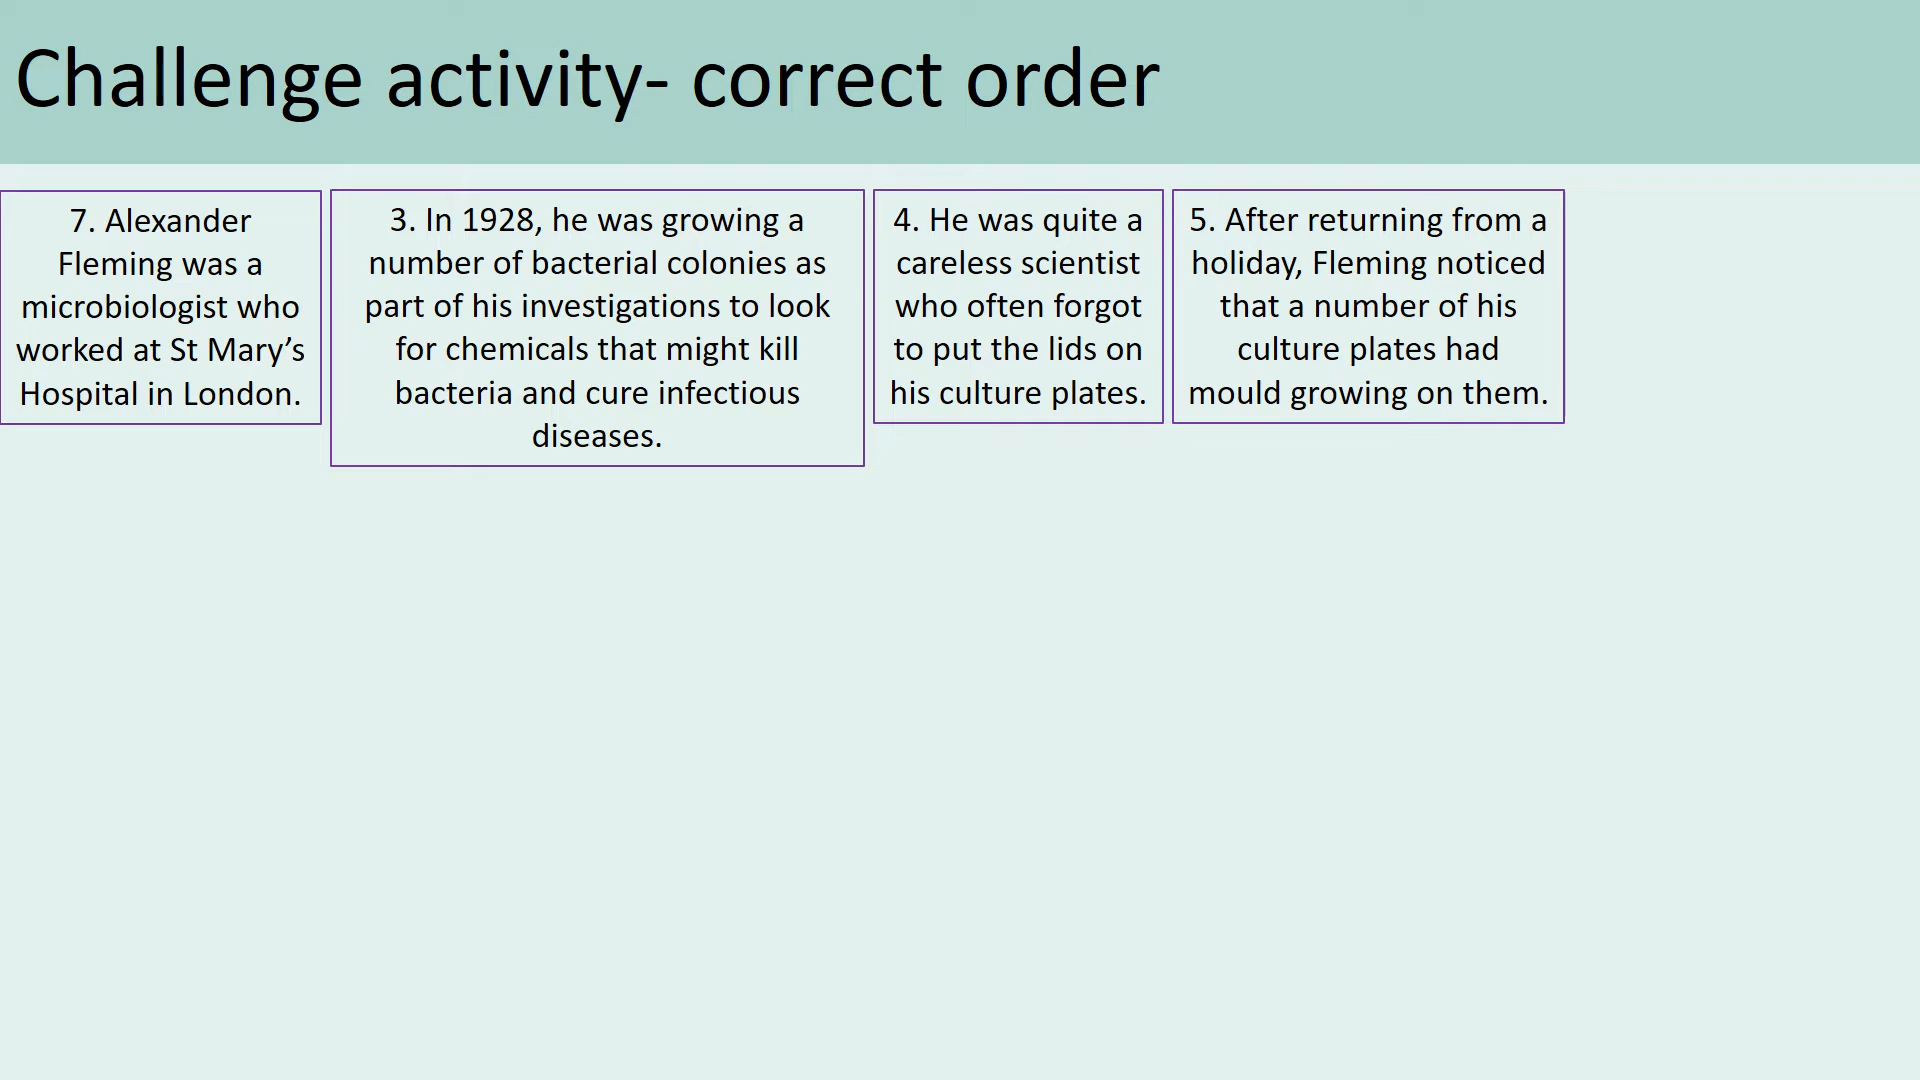 Challenge activity- correct order
7. Alexander
Fleming was a
microbiologist who
worked at St Mary’s
Hospital in London.
3. In 1928, he was growing a
number of bacterial colonies as
part of his investigations to look
for chemicals that might kill
bacteria and cure infectious
diseases.
4. He was quite a
careless scientist
who often forgot
to put the lids on
his culture plates.
5. After returning from a
holiday, Fleming noticed
that a number of his
culture plates had
mould growing on them.